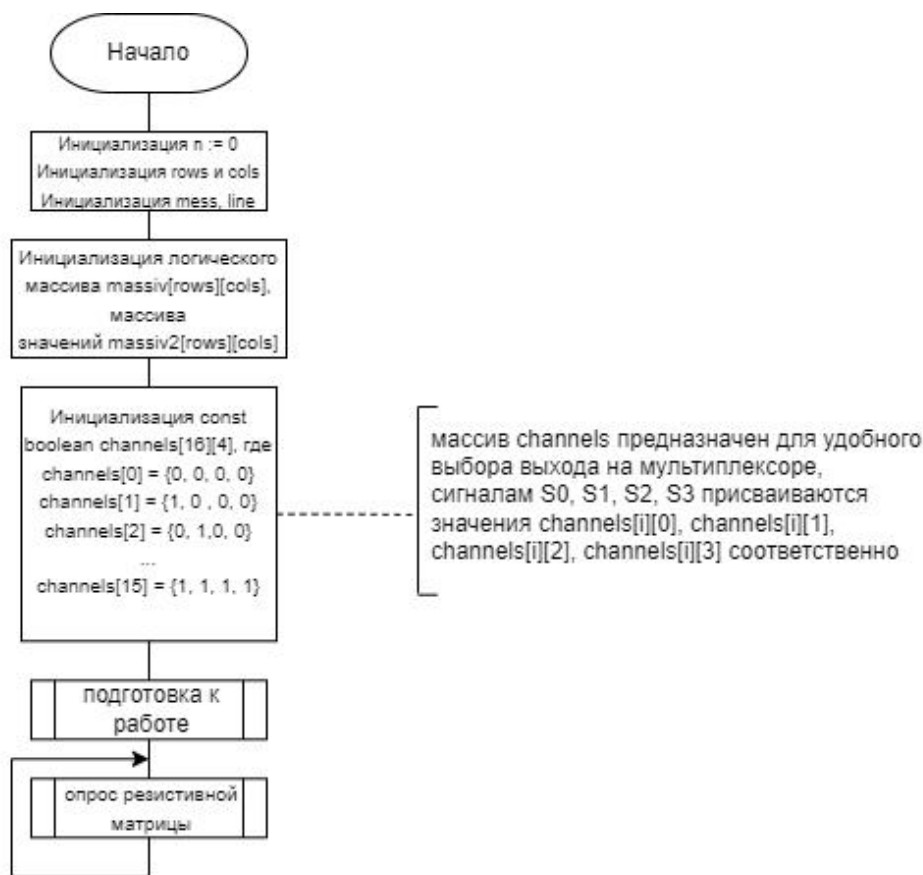 Начало
Инициализация n := 0
Инициализация rows и cols
Инициализация mess, line
Инициализация логического
массива massiv[rows][cols],
массива
значений massiv2[rows][cols]
Инициализация const
boolean channels[16][4], где
channels[0] = {0, 0, 0, 0}
channels[1] = {1, 0 , 0, 0}
channels[2] = {0, 1,0, 0}
...
channels[15] = {1, 1, 1, 1}
массив channels предназначен для удобного
выбора выхода на мультиплексоре,
сигналам S0, S1, S2, S3 присваиваются
значения channels[i][0], channels[i][1],
channels[i][2], channels[i][3] соответственно
подготовка к
работе
опрос резистивной
матрицы